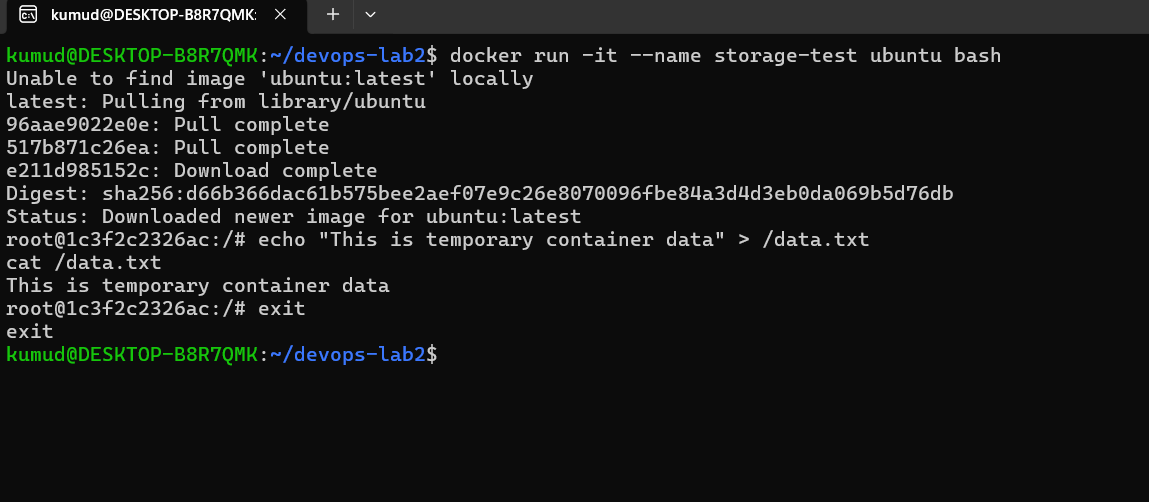 kumud@DESKTOP-B8R7QMK:
kumud@DESKTOP-B8R7QMK:~/devops-lab2$ docker run -it --name storage-test ubuntu bash
Unable to find image 'ubuntu:latest' locally
latest: Pulling from library/ubuntu
96aae9022e0e: Pull complete
517b871c26ea: Pull complete
e211d985152c: Download complete
Digest: sha256:d66b366dac61b575bee2aef07e9c26e8070096fbe84a3d4d3eb0da069b5d76db
Status: Downloaded newer image for ubuntu:latest
root@1c3f2c2326ac:/# echo "This is temporary container data" > /data.txt
cat /data.txt
This is temporary container data
root@1c3f2c2326ac:/# exit
exit
kumud@DESKTOP-B8R7QMK:~/devops-lab2$